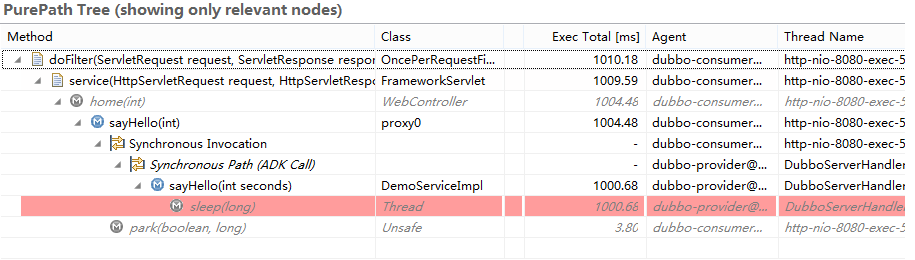 PurePath Tree (showing only relevant nodes)
Method Class Exec Total [ms] Agent Thread Name
doFilter(ServletRequest request, ServletResponse respor OncePerRequestFi... 1010.18 dubbo-consumer... http-nio-8080-exec-5
service(HttpServletRequest request, HttpServletRespo FrameworkServlet 1009.59 dubbo-consumer... http-nio-8080-exec-5
home(int) WebController 1004.48 dubbo-consumer... http-nio-8080-exec-5
sayHello(int) proxy0 1004.48 dubbo-consumer... http-nio-8080-exec-5
Synchronous Invocation - dubbo-consumer... http-nio-8080-exec-5
Synchronous Path (ADK Call) - dubbo-provider@... DubboServerHandler
sayHello(int seconds) DemoServiceImpl 1000.68 dubbo-provider@... DubboServerHandler
sleep(long) Thread 1000.68 dubbo-provider@... DubboServerHandler
park(boolean, long) Unsafe 3.80 dubbo-consumer... http-nio-8080-exec-5